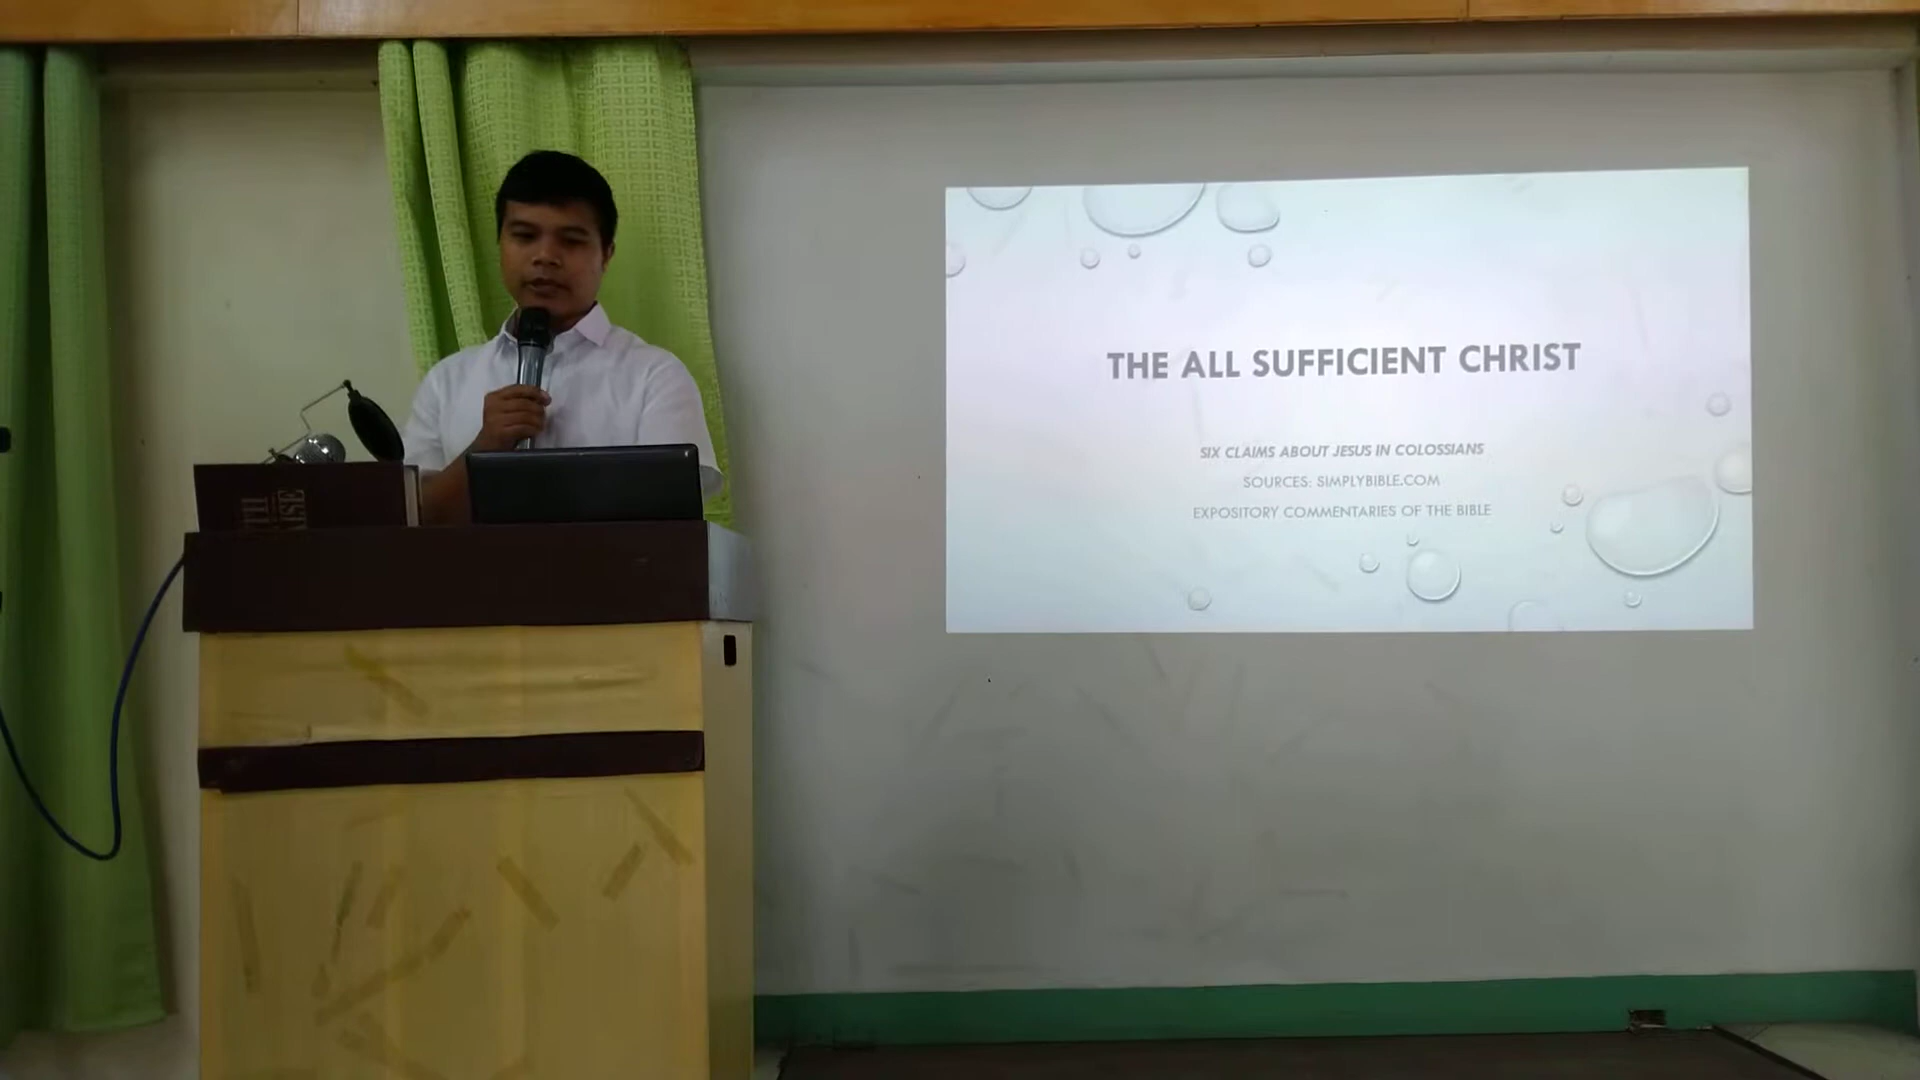 THE ALL SUFFICIENT CHRIST
SIX CLAIMS ABOUT JESUS IN COLOSSIANS
SOURCES: SIMPLYBIBLE.COM
EXPOSITORY COMMENTARIES OF THE BIBLE